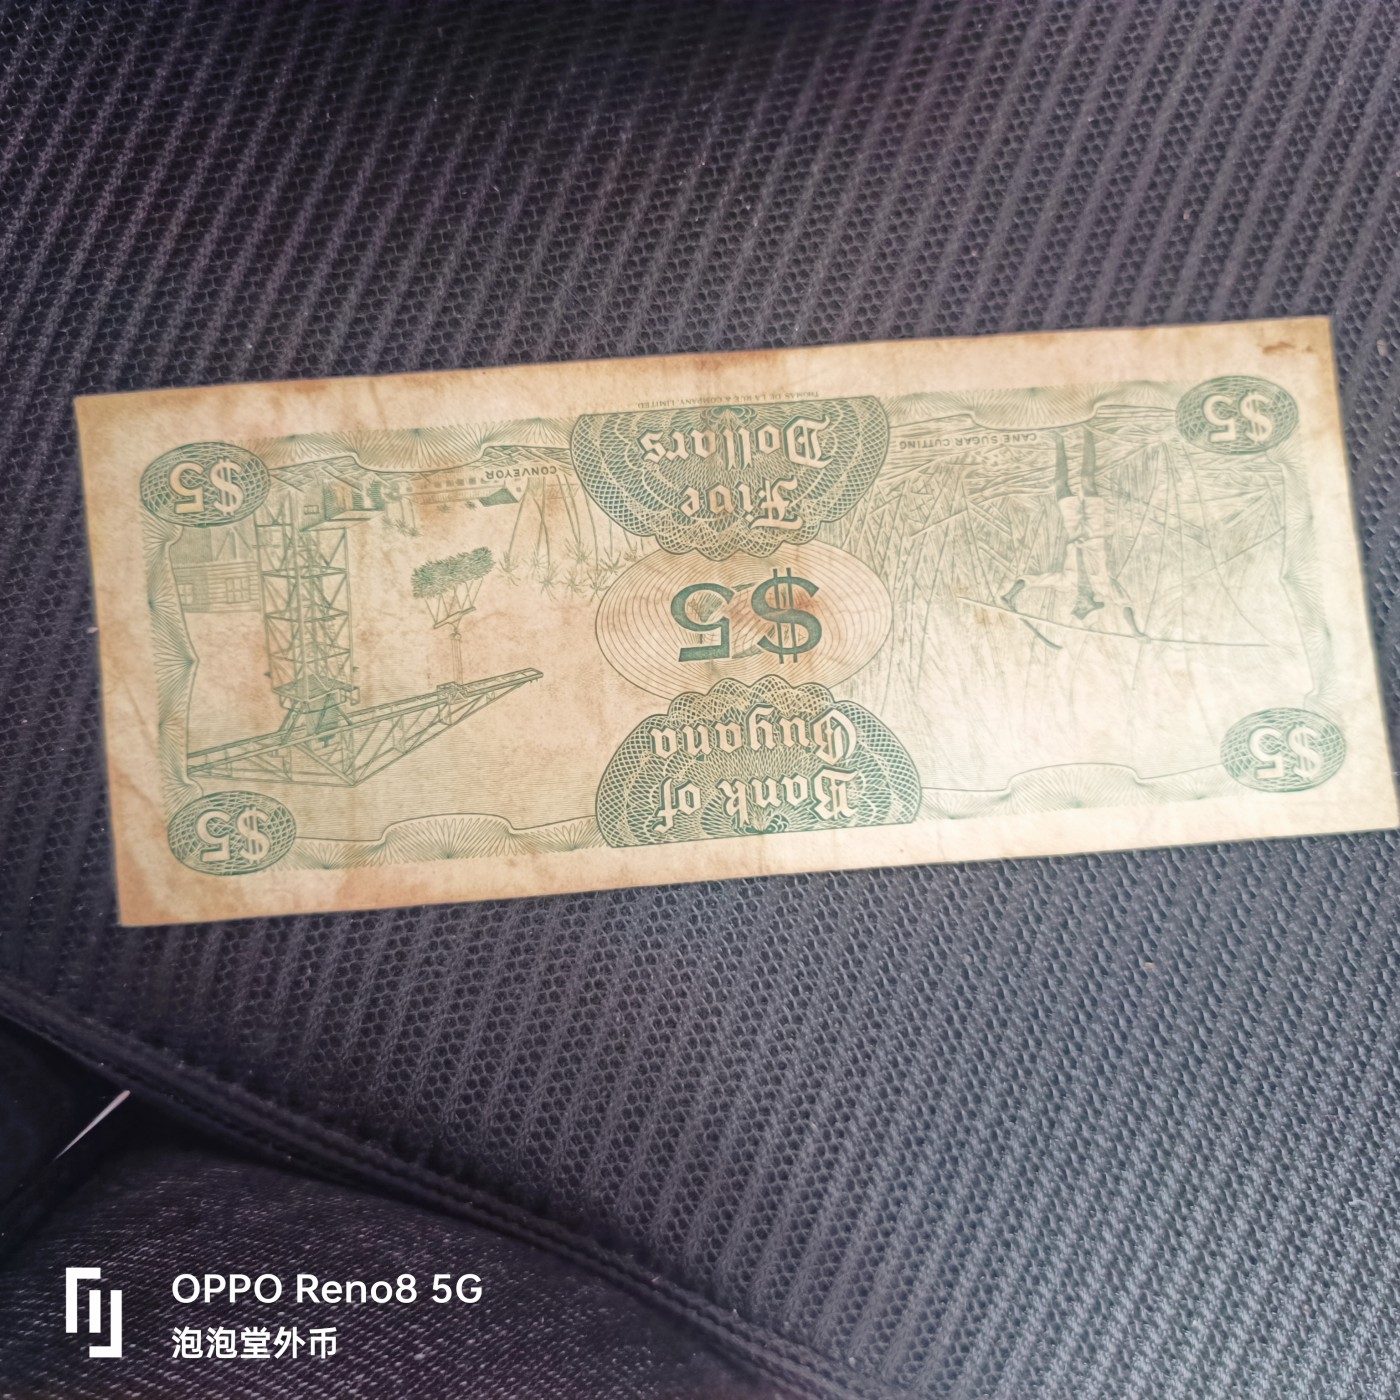 Bank of
Guyana
$5
$5
$5
Five
Dollars
CANE SUGAR CUTTING
CONVEYOR
$5
$5
THOMAS DE LA RUE & COMPANY, LIMITED
OPPO Reno8 5G
泡泡堂外币